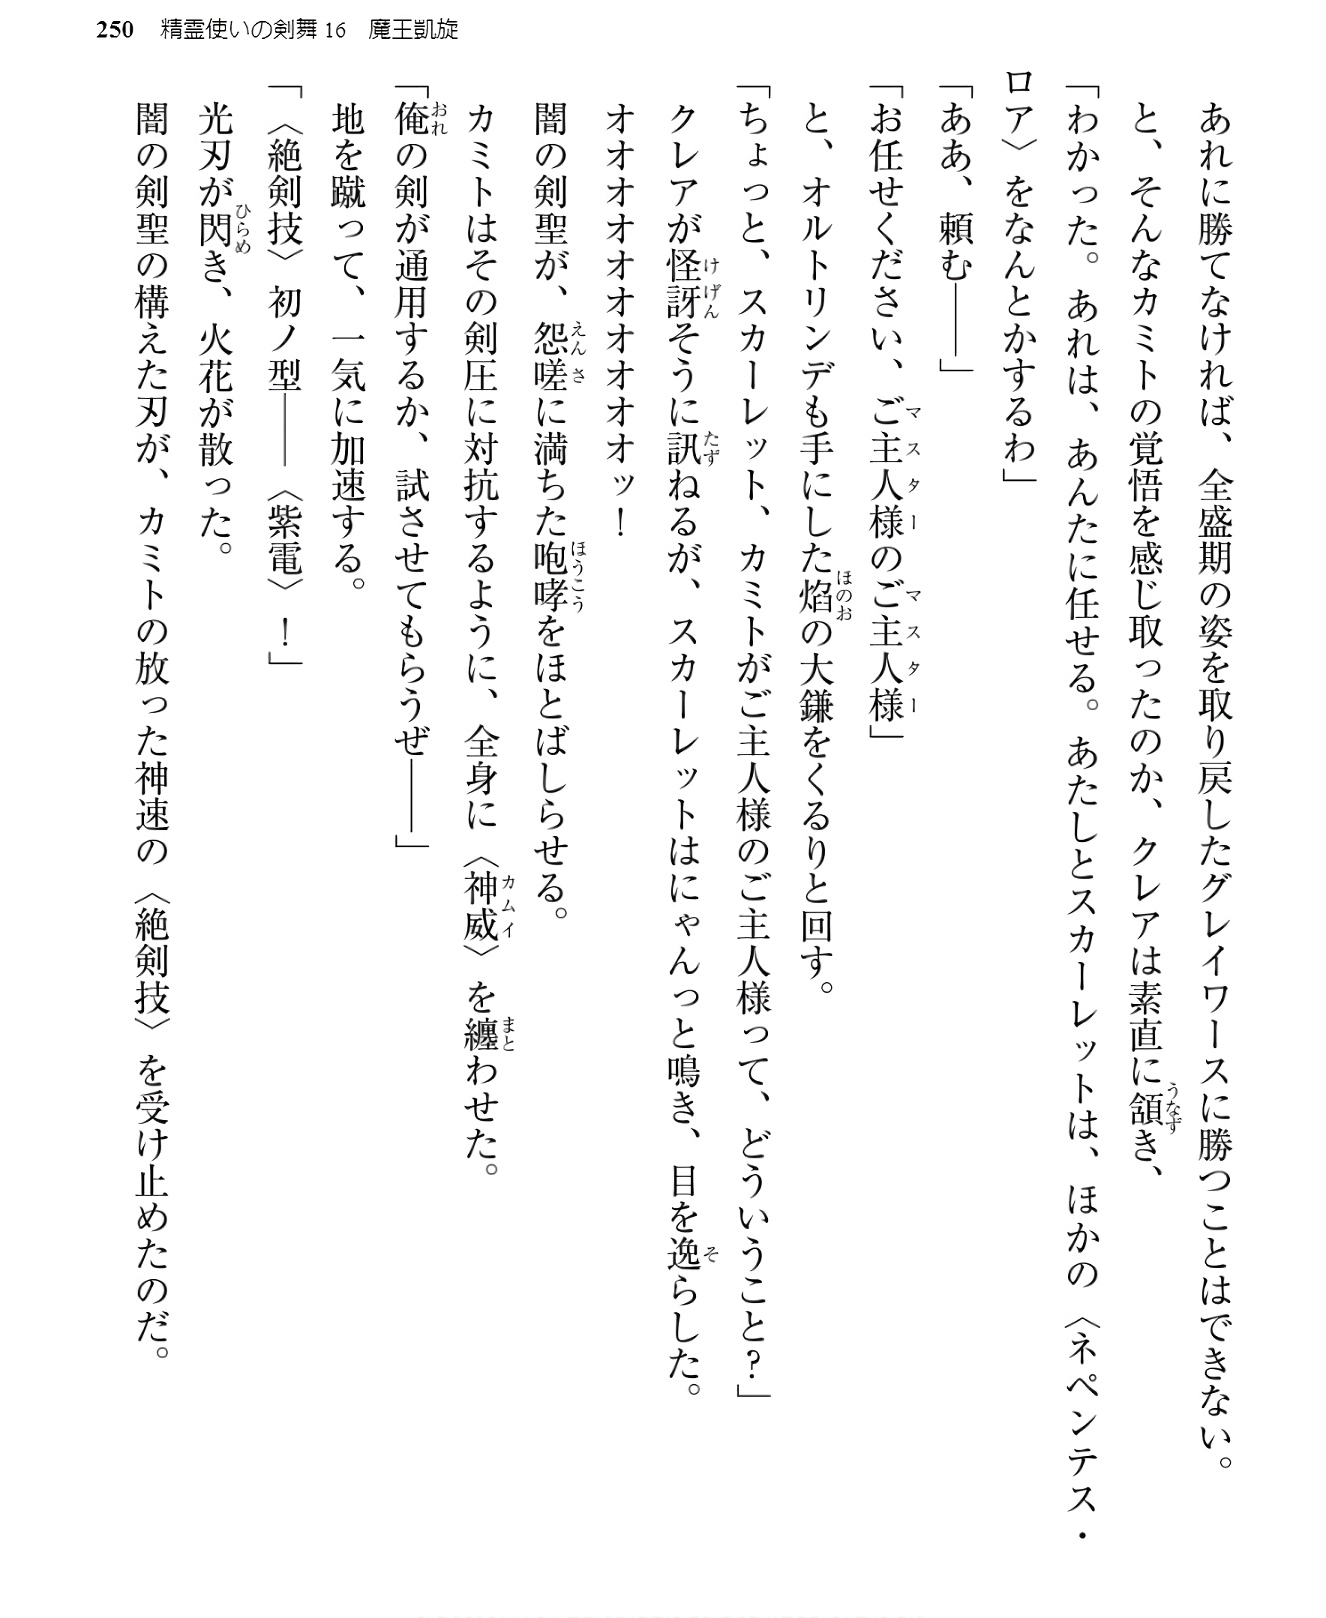 250　精霊使いの剣舞 16　魔王凱旋
あれに勝てなければ、全盛期の姿を取り戻したグレイワースに勝つことはできない。
と、そんなカミトの覚悟を感じ取ったのか、クレアは素直に頷き、
「わかった。あれは、あんたに任せる。あたしとスカーレットは、ほかの〈ネペンテス・
ロア〉をなんとかするわ」
「ああ、頼む――」
「お任せください、ご主人様のご主人様」
と、オルトリンデも手にした焰の大鎌をくるりと回す。
「ちょっと、スカーレット、カミトがご主人様のご主人様って、どういうこと?」
クレアが怪訝そうに訊ねるが、スカーレットはにゃんっと鳴き、目を逸らした。
オオオオオオオオオオッ!
闇の剣聖が、怨嗟に満ちた咆哮をほとばしらせる。
カミトはその剣圧に対抗するように、全身に〈神威〉を纏わせた。
「俺の剣が通用するか、試させてもらうぜ――」
地を蹴って、一気に加速する。
「〈絶剣技〉初ノ型――〈紫電〉!」
光刃が閃き、火花が散った。
闇の剣聖の構えた刃が、カミトの放った神速の〈絶剣技〉を受け止めたのだ。